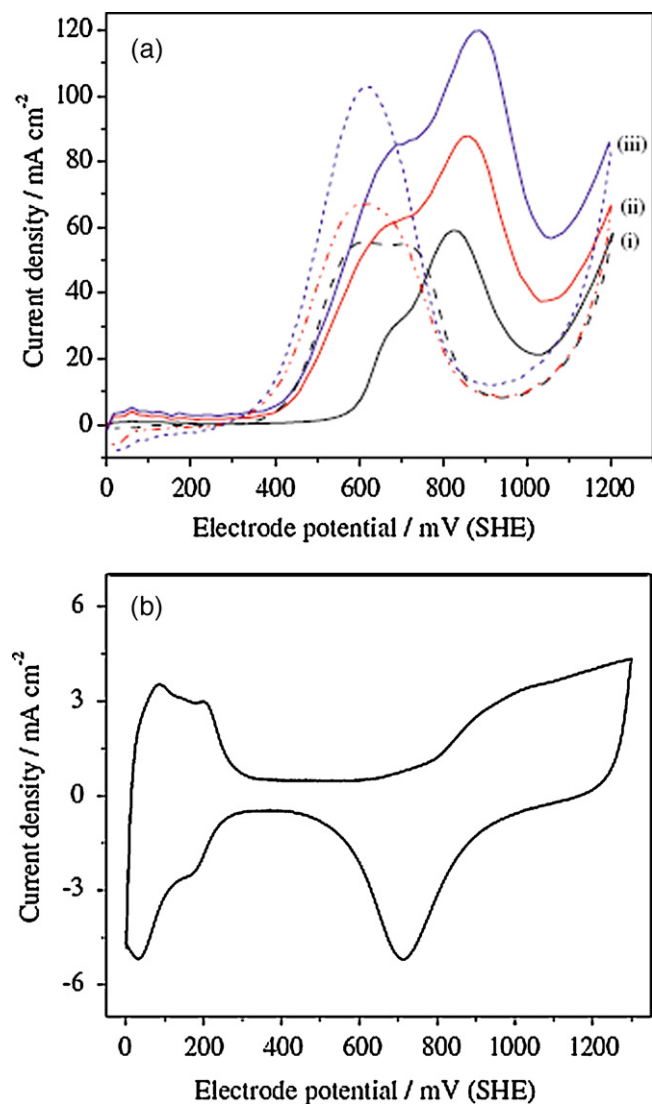 (a)
Current density / mA cm⁻²
120
100
80
60
40
20
0
(iii)
(ii)
(i)
0 200 400 600 800 1000 1200
Electrode potential / mV (SHE)
(b)
Current density / mA cm⁻²
6
3
0
-3
-6
0 200 400 600 800 1000 1200
Electrode potential / mV (SHE)